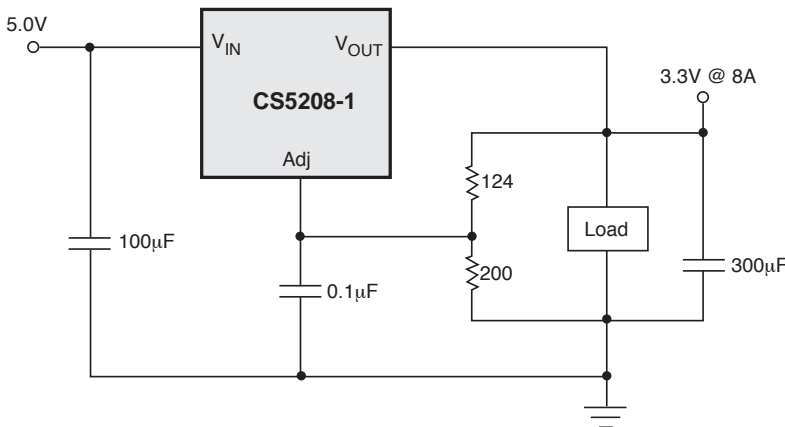 5.0V
V_IN
V_OUT
CS5208-1
Adj
3.3V @ 8A
124
Load
100µF
200
300µF
0.1µF